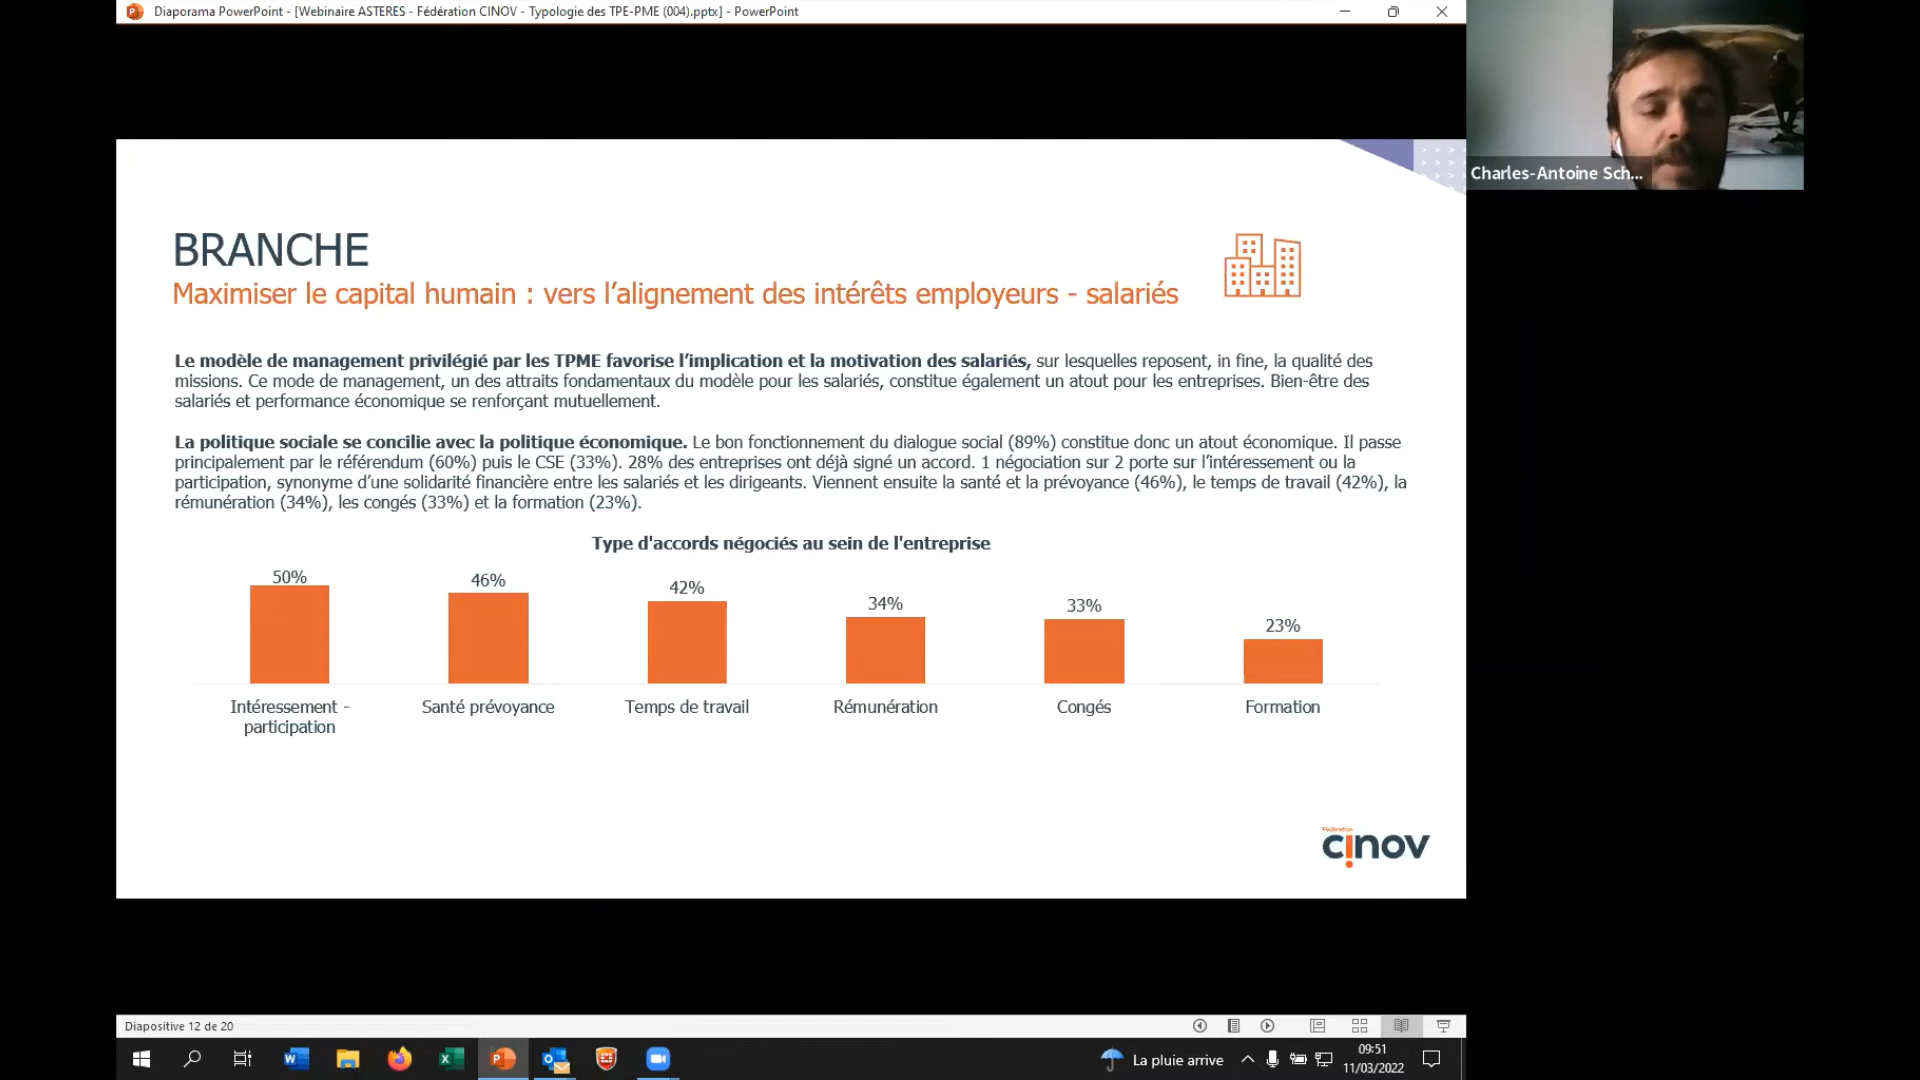 Diaporama PowerPoint - [Webinaire ASTERES - Fédération CINOV - Typologie des TPE-PME (004).pptx] - PowerPoint
Charles-Antoine Sch...
BRANCHE
Maximiser le capital humain : vers l’alignement des intérêts employeurs - salariés
Le modèle de management privilégié par les TPME favorise l’implication et la motivation des salariés, sur lesquelles reposent, in fine, la qualité des
missions. Ce mode de management, un des attraits fondamentaux du modèle pour les salariés, constitue également un atout pour les entreprises. Bien-être des
salariés et performance économique se renforçant mutuellement.
La politique sociale se concilie avec la politique économique. Le bon fonctionnement du dialogue social (89%) constitue donc un atout économique. Il passe
principalement par le référendum (60%) puis le CSE (33%). 28% des entreprises ont déjà signé un accord. 1 négociation sur 2 porte sur l’intéressement ou la
participation, synonyme d’une solidarité financière entre les salariés et les dirigeants. Viennent ensuite la santé et la prévoyance (46%), le temps de travail (42%), la
rémunération (34%), les congés (33%) et la formation (23%).
Type d'accords négociés au sein de l'entreprise
50%
46%
42%
34%
33%
23%
Intéressement -
participation
Santé prévoyance
Temps de travail
Rémunération
Congés
Formation
Fédération
cinov
Diapositive 12 de 20
La pluie arrive
09:51
11/03/2022